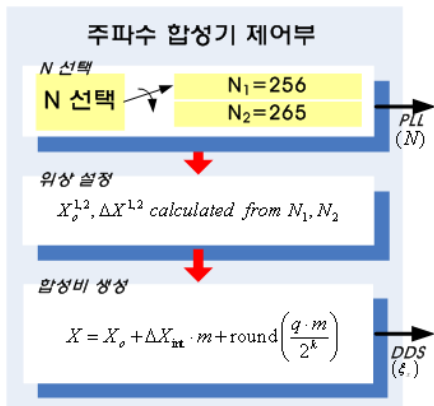 주파수 합성기 제어부
N 선택
N 선택
N₁=256
N₂=265
PLL
(N)
위상 설정
X_o^{1,2}, ΔX^{1,2} calculated from N₁, N₂
합성비 생성
X = X_o + ΔX_int · m + round(q · m / 2^k)
DDS